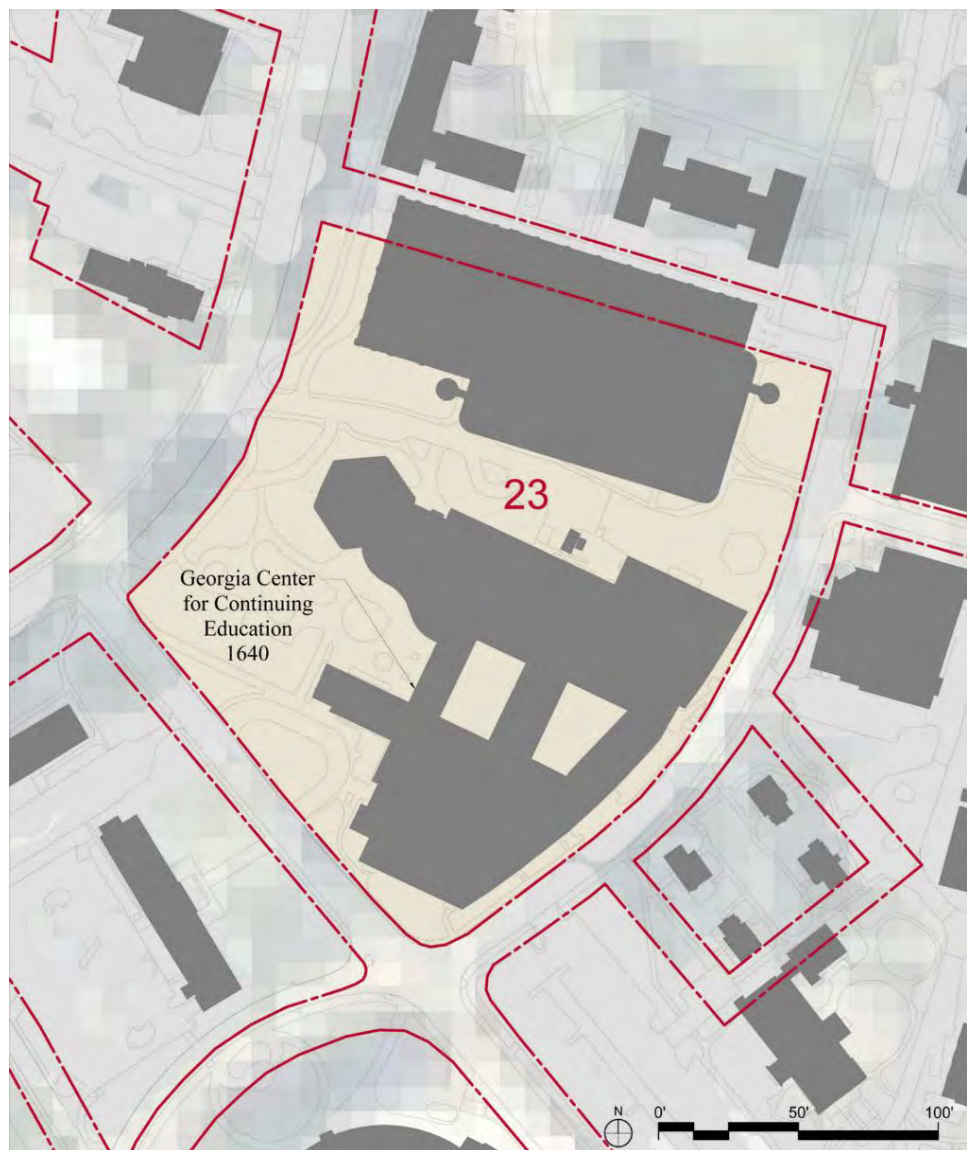 23
Georgia Center
for Continuing
Education
1640
N 0' 50' 100'